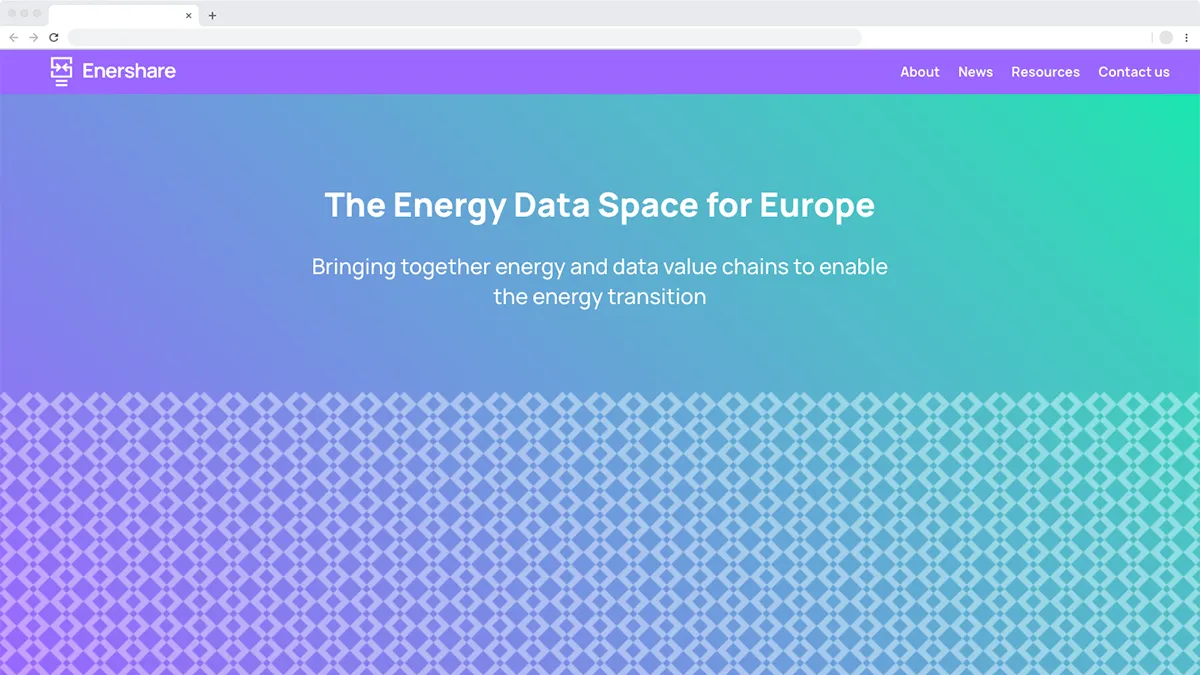 Enershare
About
News
Resources
Contact us
The Energy Data Space for Europe
Bringing together energy and data value chains to enable
the energy transition